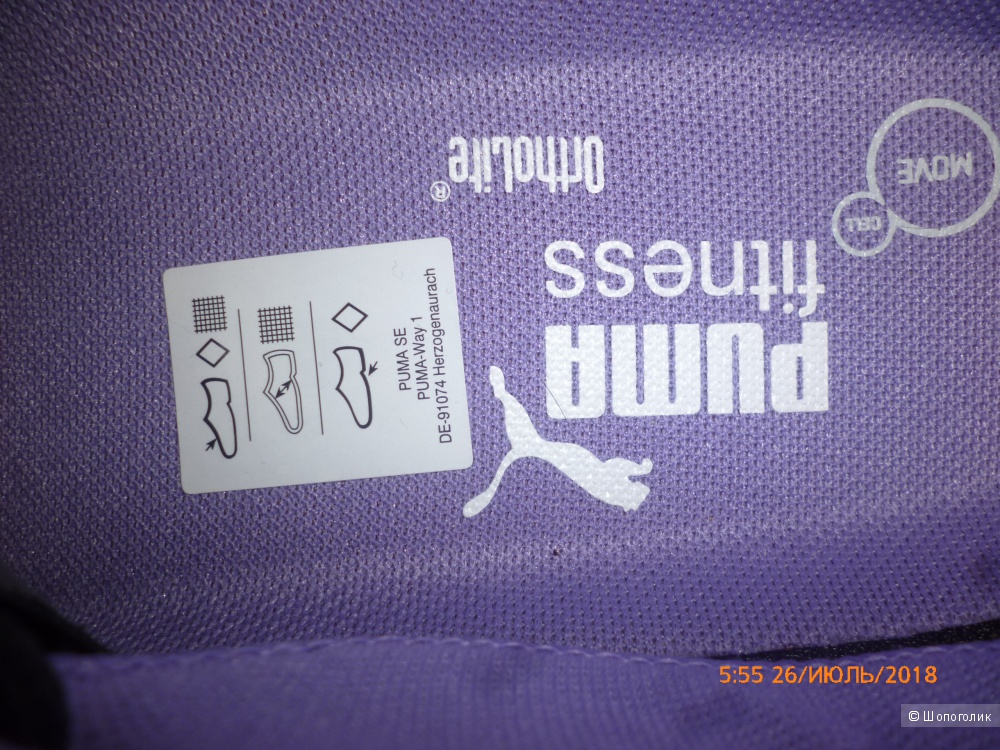 PUMA
fitness
OrthoLite®
CELL
MOVE
PUMA SE
PUMA-Way 1
DE-91074 Herzogenaurach
5:55 26/ИЮЛЬ/2018
© Шопоголик